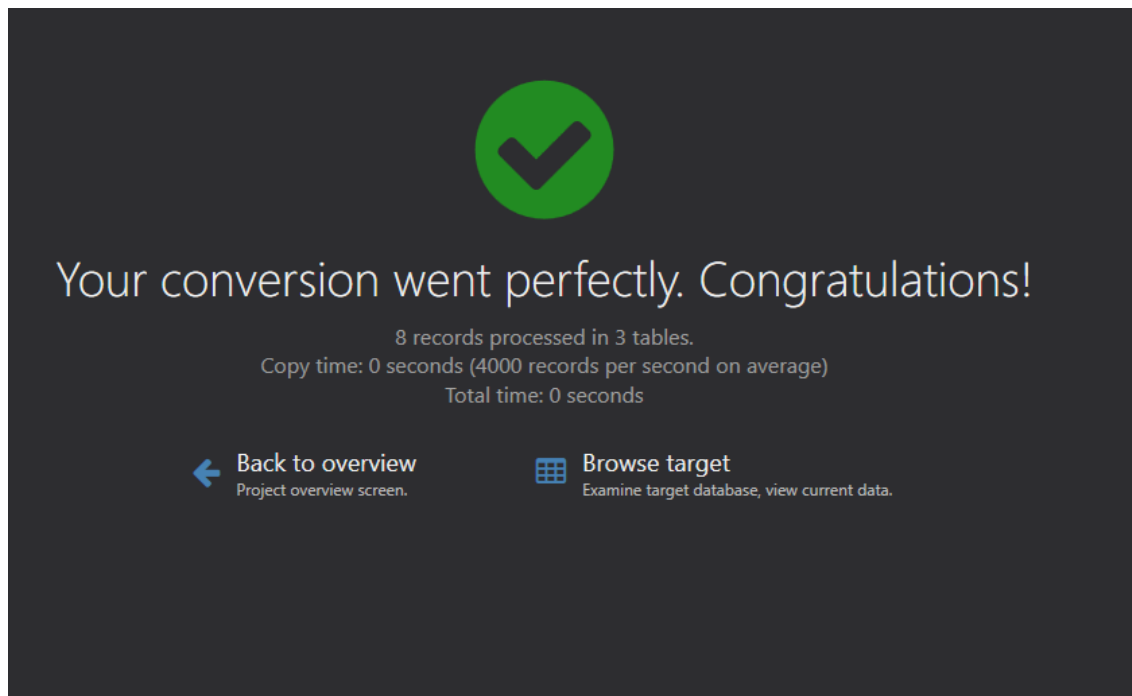 Your conversion went perfectly. Congratulations!
8 records processed in 3 tables.
Copy time: 0 seconds (4000 records per second on average)
Total time: 0 seconds
Back to overview
Project overview screen.
Browse target
Examine target database, view current data.